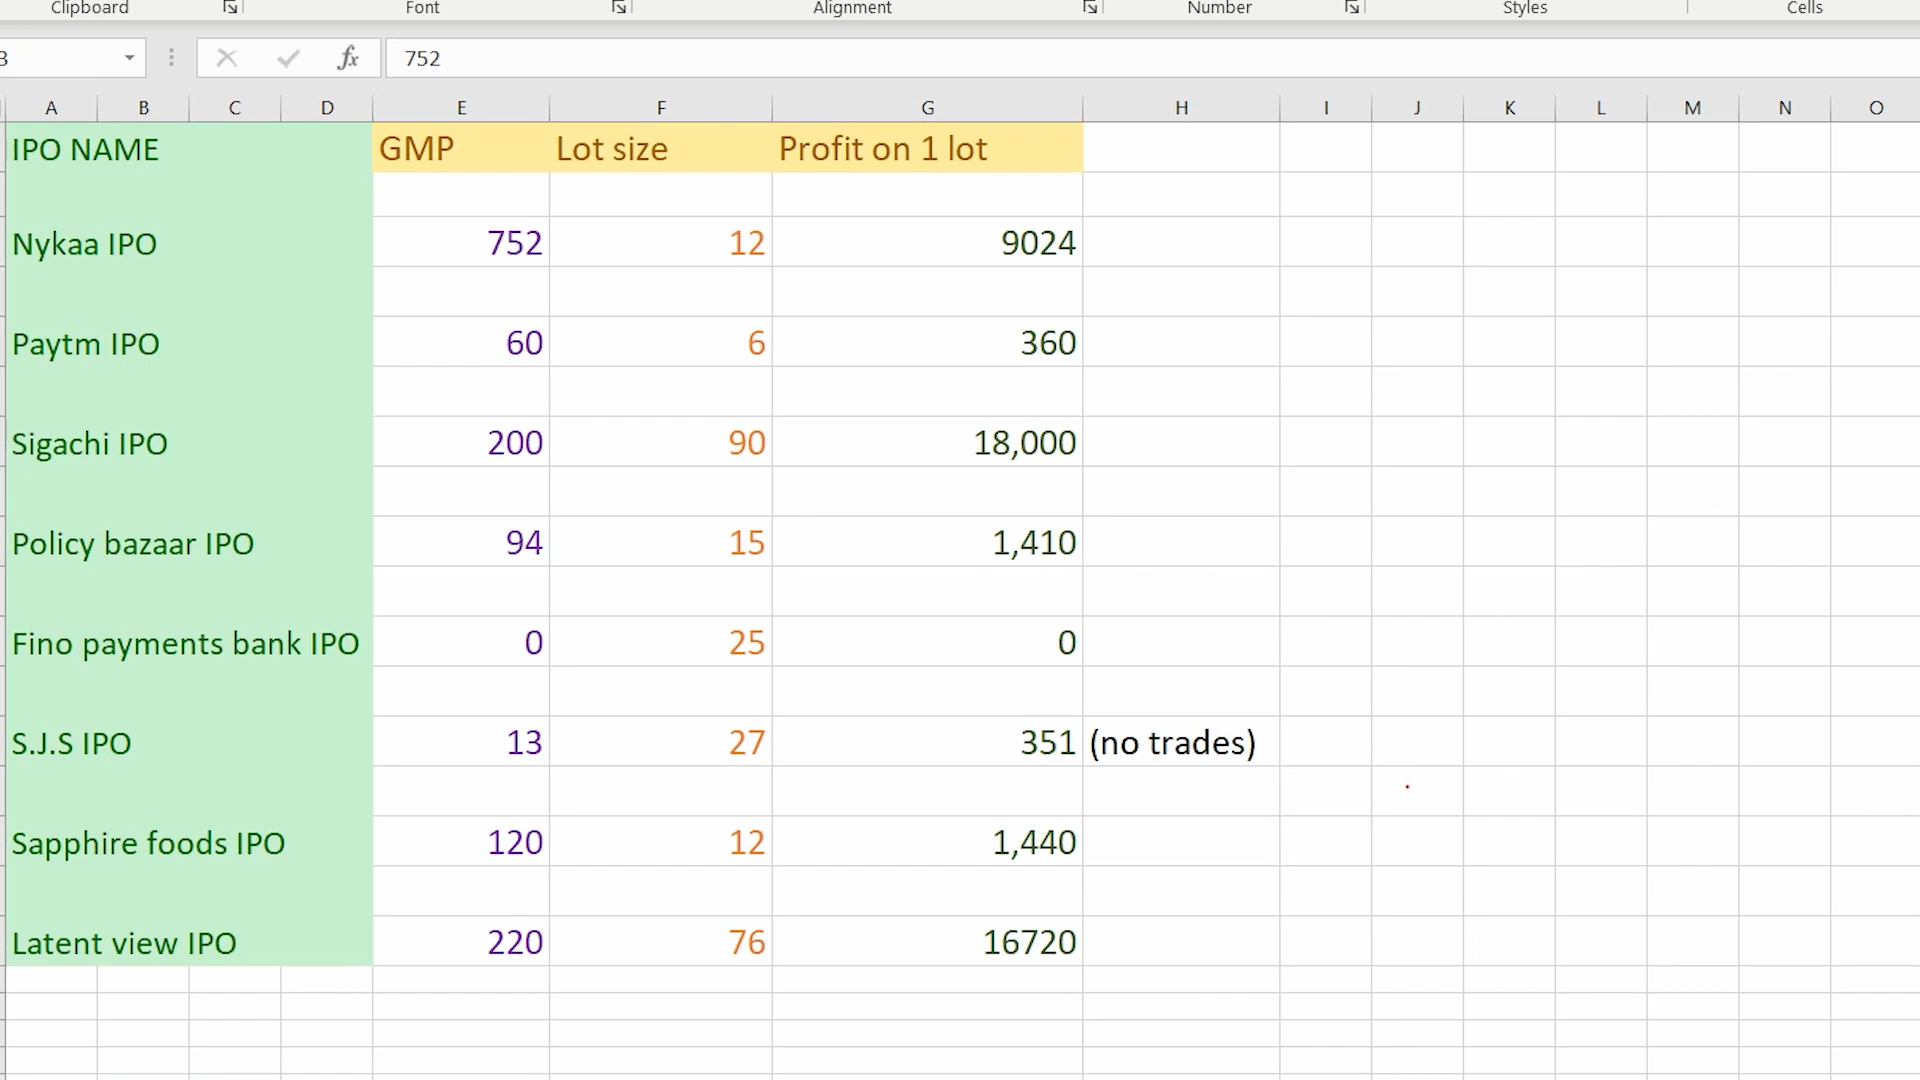 Clipboard Font Alignment Number Styles Cells
fx 752
A B C D E F G H I J K L M N O
IPO NAME GMP Lot size Profit on 1 lot
Nykaa IPO 752 12 9024
Paytm IPO 60 6 360
Sigachi IPO 200 90 18,000
Policy bazaar IPO 94 15 1,410
Fino payments bank IPO 0 25 0
S.J.S IPO 13 27 351 (no trades)
Sapphire foods IPO 120 12 1,440
Latent view IPO 220 76 16720